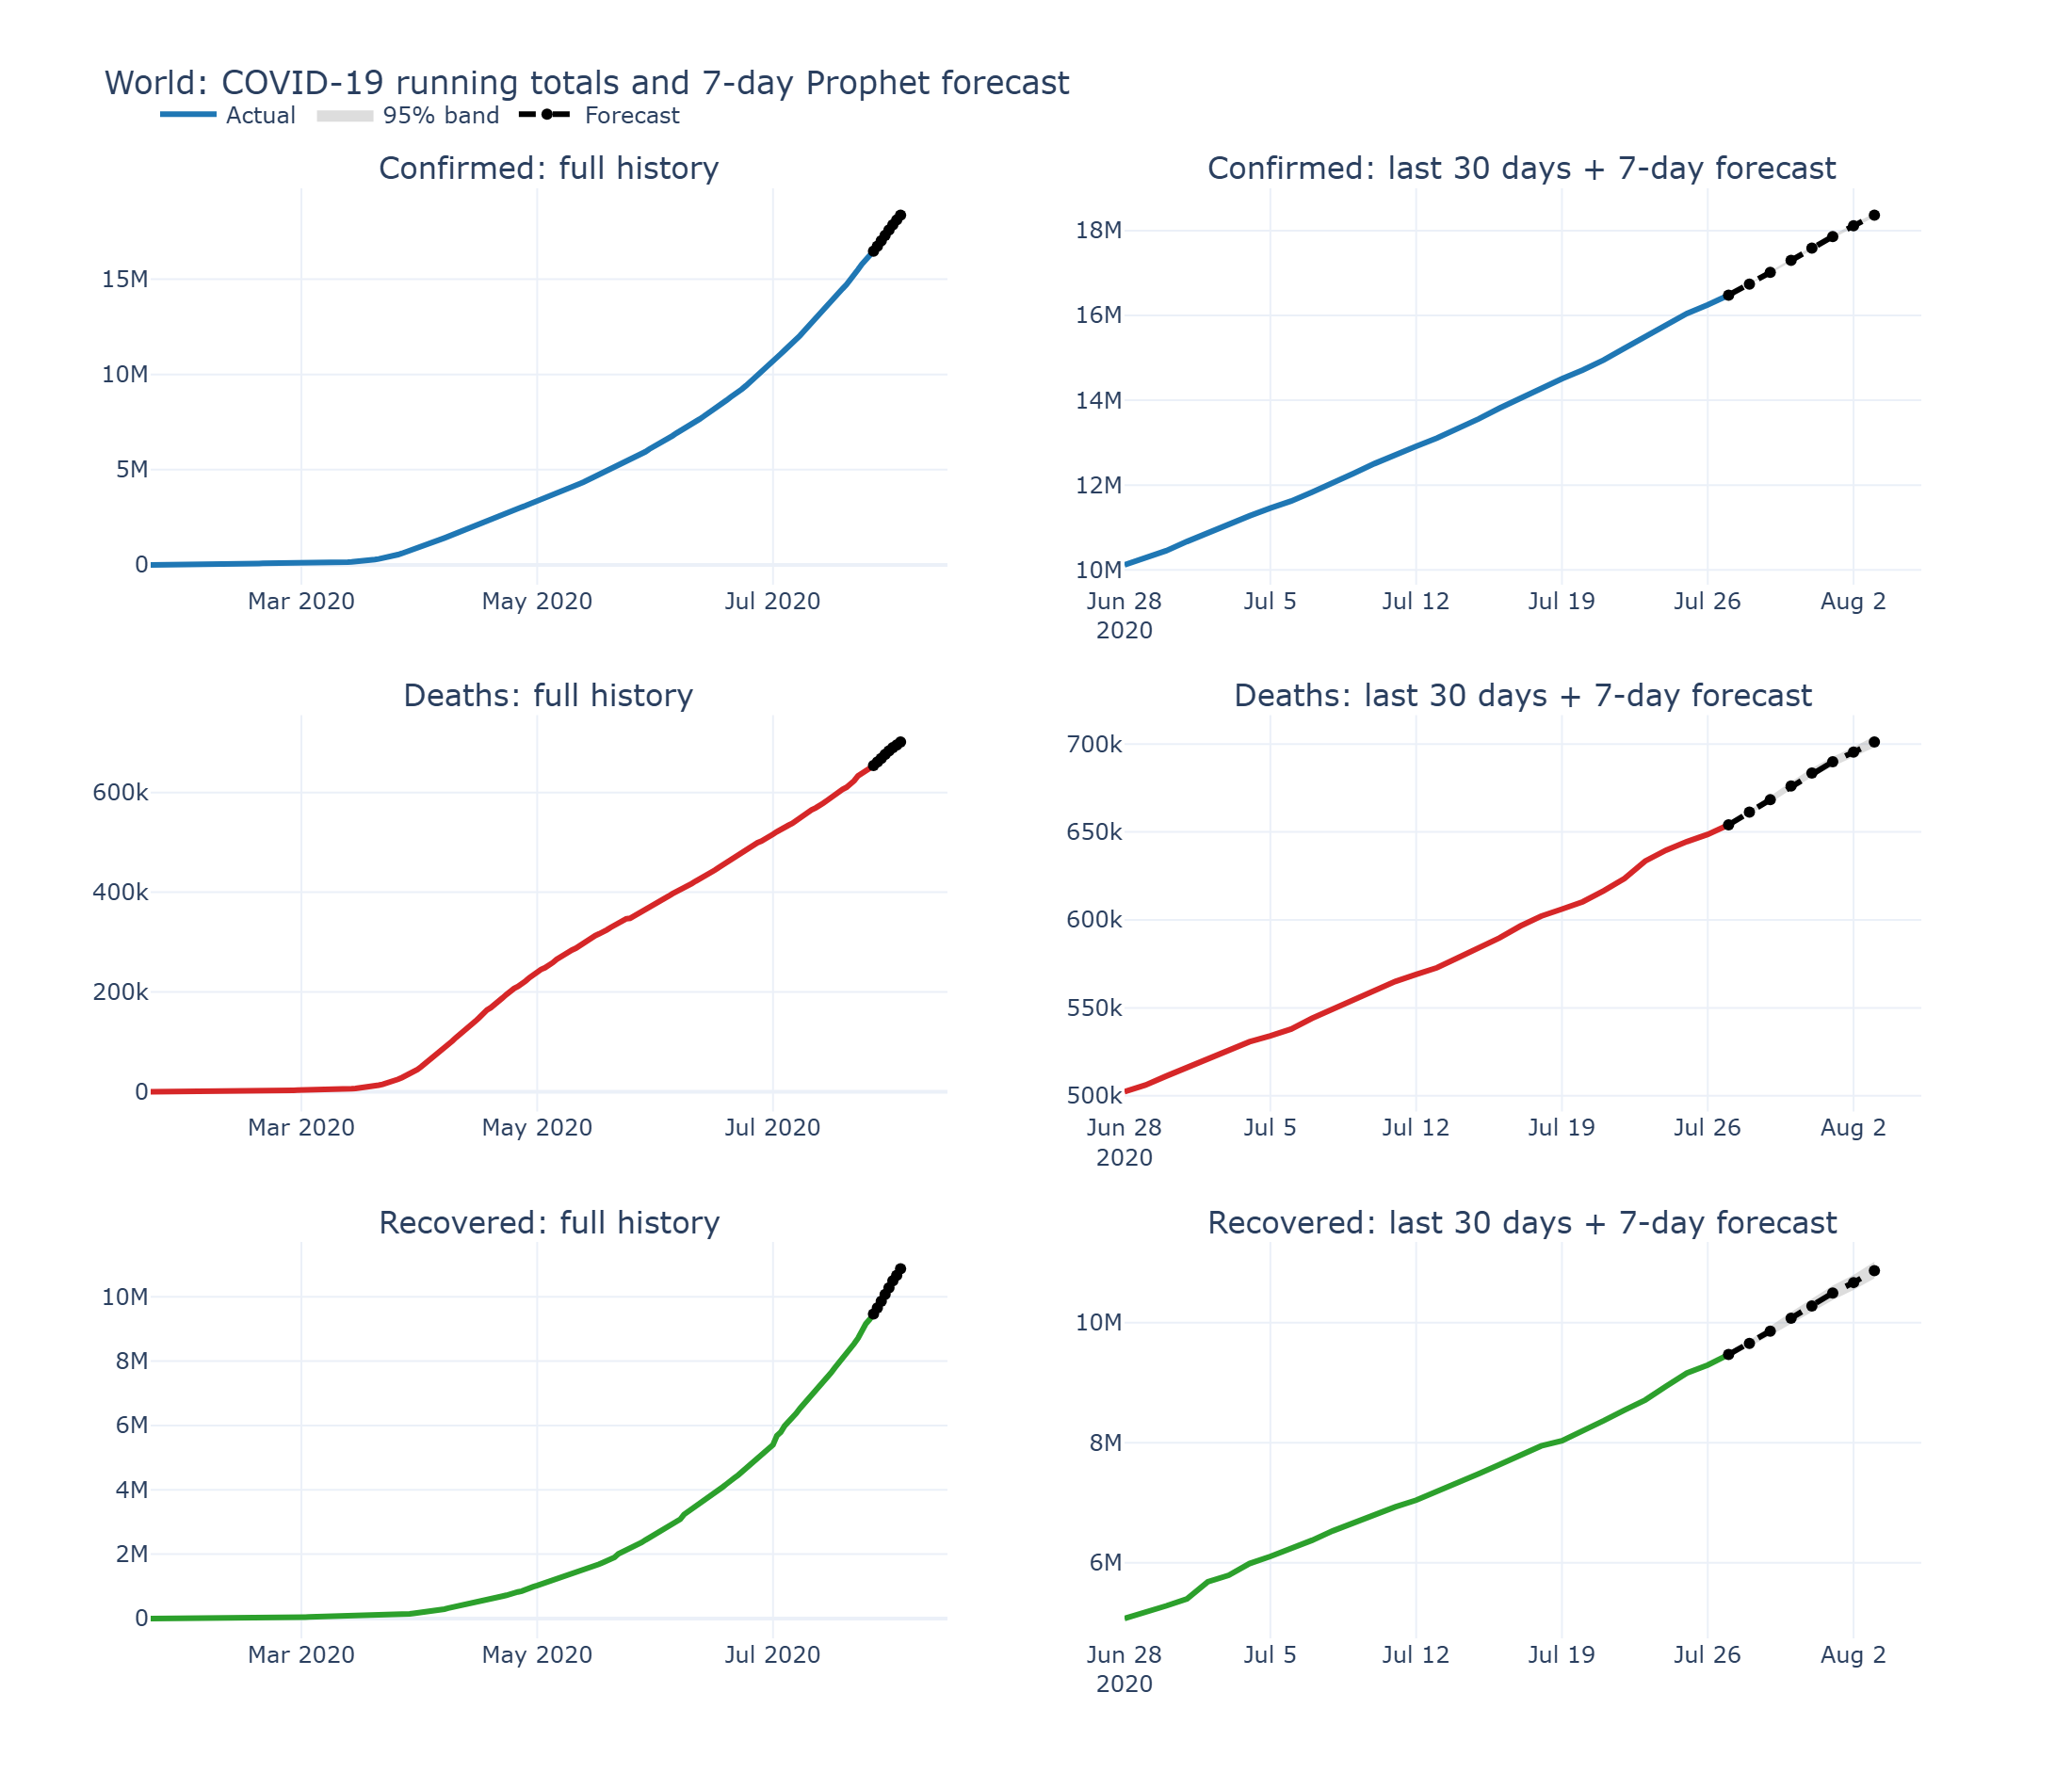 World: COVID-19 running totals and 7-day Prophet forecast
Actual 95% band Forecast
Confirmed: full history
15M
10M
5M
0
Mar 2020 May 2020 Jul 2020
Confirmed: last 30 days + 7-day forecast
18M
16M
14M
12M
10M
Jun 28 Jul 5 Jul 12 Jul 19 Jul 26 Aug 2
2020
Deaths: full history
600k
400k
200k
0
Mar 2020 May 2020 Jul 2020
Deaths: last 30 days + 7-day forecast
700k
650k
600k
550k
500k
Jun 28 Jul 5 Jul 12 Jul 19 Jul 26 Aug 2
2020
Recovered: full history
10M
8M
6M
4M
2M
0
Mar 2020 May 2020 Jul 2020
Recovered: last 30 days + 7-day forecast
10M
8M
6M
Jun 28 Jul 5 Jul 12 Jul 19 Jul 26 Aug 2
2020